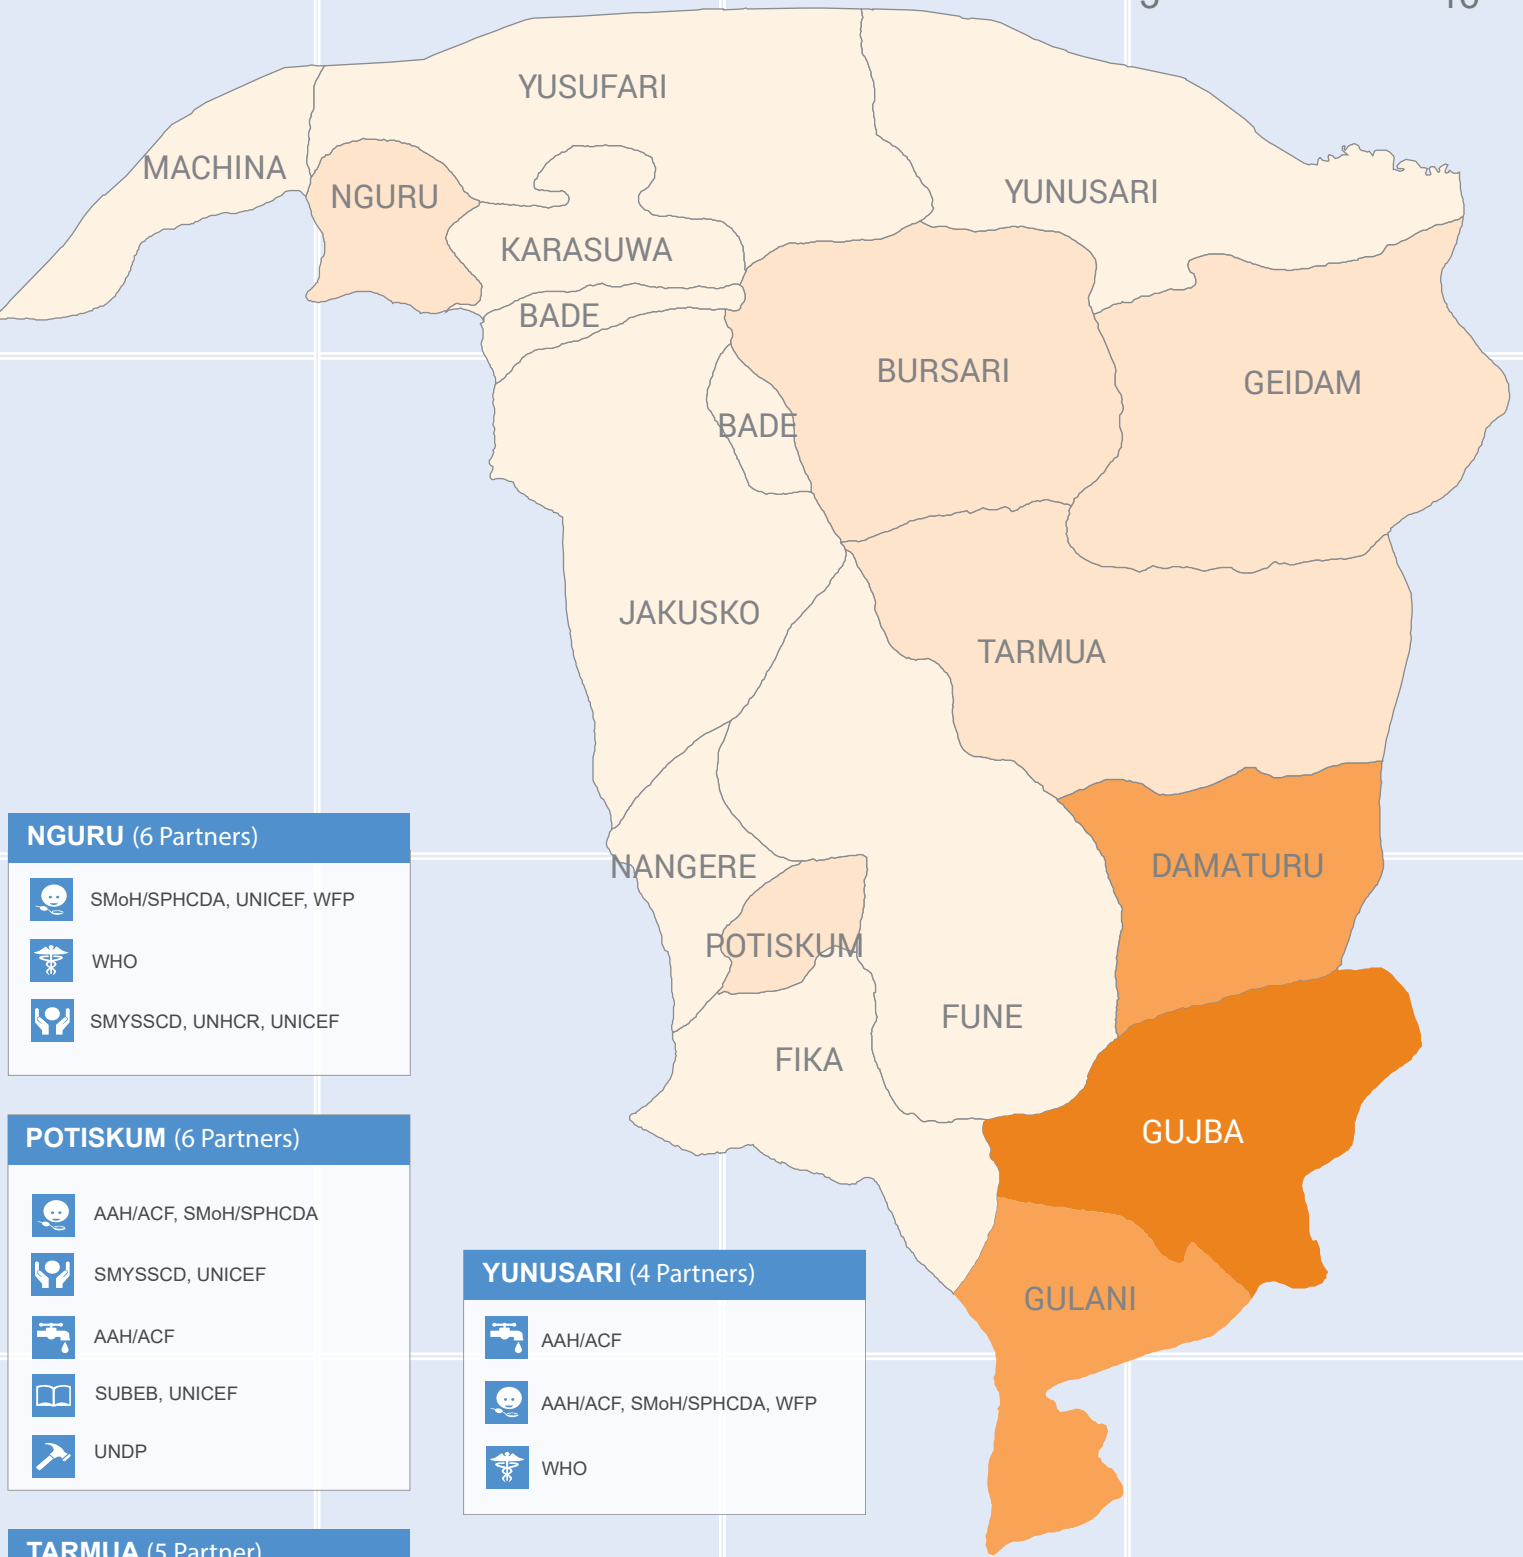 5
10
YUSUFARI
MACHINA
NGURU
YUNUSARI
KARASUWA
BADE
BURSARI
GEIDAM
BADE
JAKUSKO
TARMUA
NANGERE
DAMATURU
POTISKUM
FUNE
FIKA
GUJBA
GULANI
NGURU (6 Partners)
SMoH/SPHCDA, UNICEF, WFP
WHO
SMYSSCD, UNHCR, UNICEF
POTISKUM (6 Partners)
AAH/ACF, SMoH/SPHCDA
SMYSSCD, UNICEF
AAH/ACF
SUBEB, UNICEF
UNDP
YUNUSARI (4 Partners)
AAH/ACF
AAH/ACF, SMoH/SPHCDA, WFP
WHO
TARMUA (5 Partner)